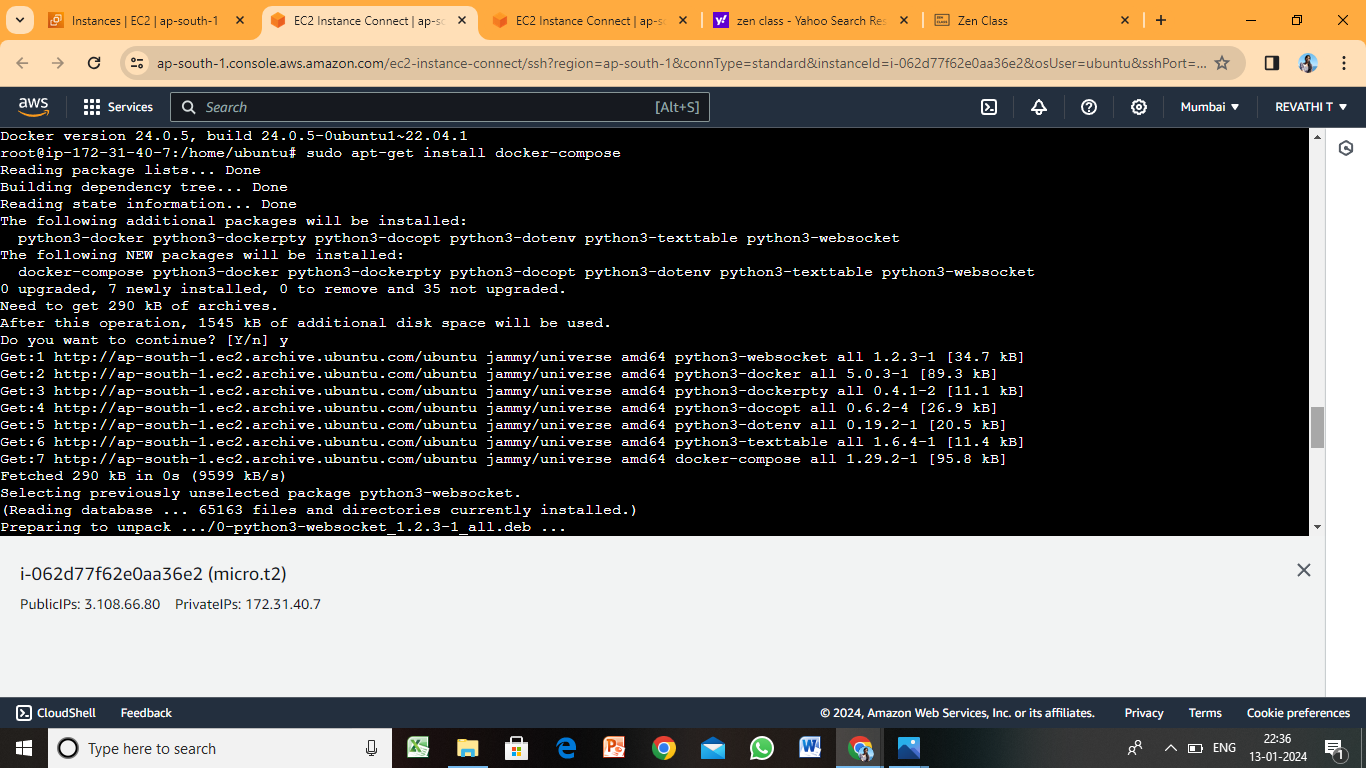 Instances | EC2 | ap-south-1
EC2 Instance Connect | ap-sc
EC2 Instance Connect | ap-sc
zen class - Yahoo Search Res
Zen Class
ap-south-1.console.aws.amazon.com/ec2-instance-connect/ssh?region=ap-south-1&connType=standard&instanceId=i-062d77f62e0aa36e2&osUser=ubuntu&sshPort=...
aws
Services
Search
[Alt+S]
Mumbai
REVATHI T
Docker version 24.0.5, build 24.0.5-0ubuntu1~22.04.1
root@ip-172-31-40-7:/home/ubuntu# sudo apt-get install docker-compose
Reading package lists... Done
Building dependency tree... Done
Reading state information... Done
The following additional packages will be installed:
python3-docker python3-dockerpty python3-docopt python3-dotenv python3-texttable python3-websocket
The following NEW packages will be installed:
docker-compose python3-docker python3-dockerpty python3-docopt python3-dotenv python3-texttable python3-websocket
0 upgraded, 7 newly installed, 0 to remove and 35 not upgraded.
Need to get 290 kB of archives.
After this operation, 1545 kB of additional disk space will be used.
Do you want to continue? [Y/n] y
Get:1 http://ap-south-1.ec2.archive.ubuntu.com/ubuntu jammy/universe amd64 python3-websocket all 1.2.3-1 [34.7 kB]
Get:2 http://ap-south-1.ec2.archive.ubuntu.com/ubuntu jammy/universe amd64 python3-docker all 5.0.3-1 [89.3 kB]
Get:3 http://ap-south-1.ec2.archive.ubuntu.com/ubuntu jammy/universe amd64 python3-dockerpty all 0.4.1-2 [11.1 kB]
Get:4 http://ap-south-1.ec2.archive.ubuntu.com/ubuntu jammy/universe amd64 python3-docopt all 0.6.2-4 [26.9 kB]
Get:5 http://ap-south-1.ec2.archive.ubuntu.com/ubuntu jammy/universe amd64 python3-dotenv all 0.19.2-1 [20.5 kB]
Get:6 http://ap-south-1.ec2.archive.ubuntu.com/ubuntu jammy/universe amd64 python3-texttable all 1.6.4-1 [11.4 kB]
Get:7 http://ap-south-1.ec2.archive.ubuntu.com/ubuntu jammy/universe amd64 docker-compose all 1.29.2-1 [95.8 kB]
Fetched 290 kB in 0s (9599 kB/s)
Selecting previously unselected package python3-websocket.
(Reading database ... 65163 files and directories currently installed.)
Preparing to unpack .../0-python3-websocket_1.2.3-1_all.deb ...
i-062d77f62e0aa36e2 (micro.t2)
PublicIPs: 3.108.66.80 PrivateIPs: 172.31.40.7
CloudShell
Feedback
© 2024, Amazon Web Services, Inc. or its affiliates.
Privacy
Terms
Cookie preferences
Type here to search
ENG
22:36
13-01-2024
1